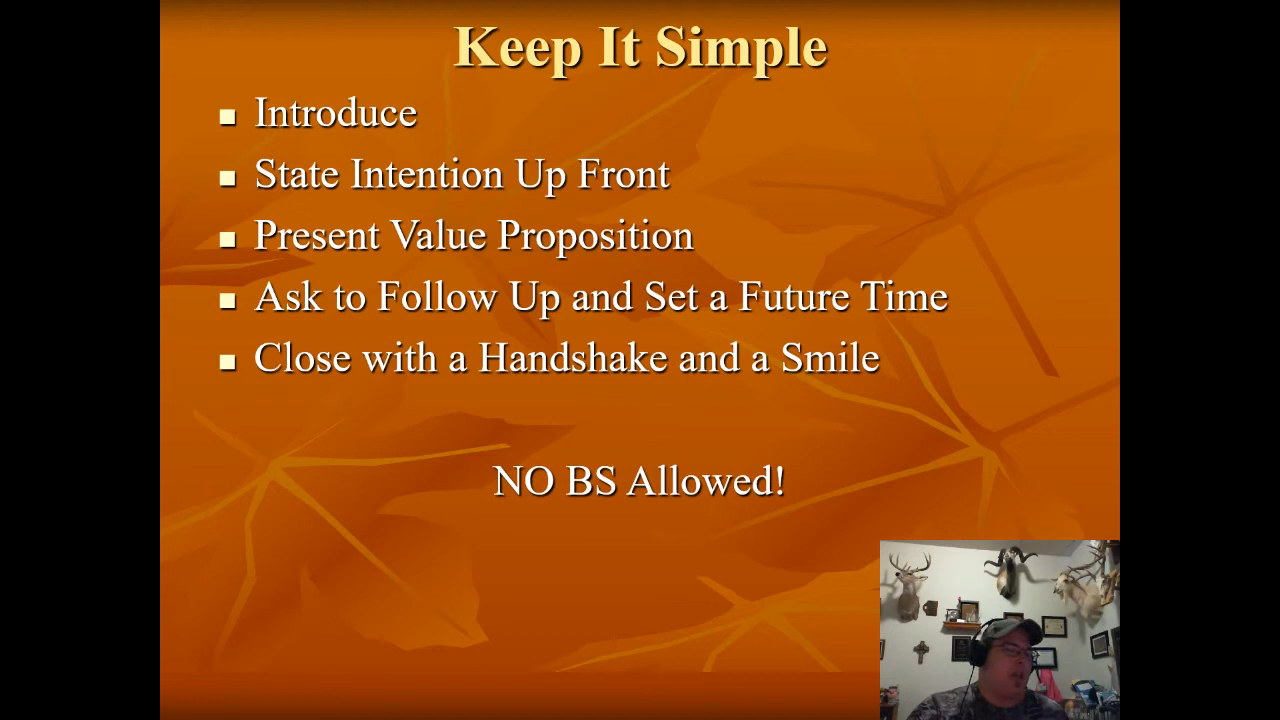 Keep It Simple
Introduce
State Intention Up Front
Present Value Proposition
Ask to Follow Up and Set a Future Time
Close with a Handshake and a Smile
NO BS Allowed!